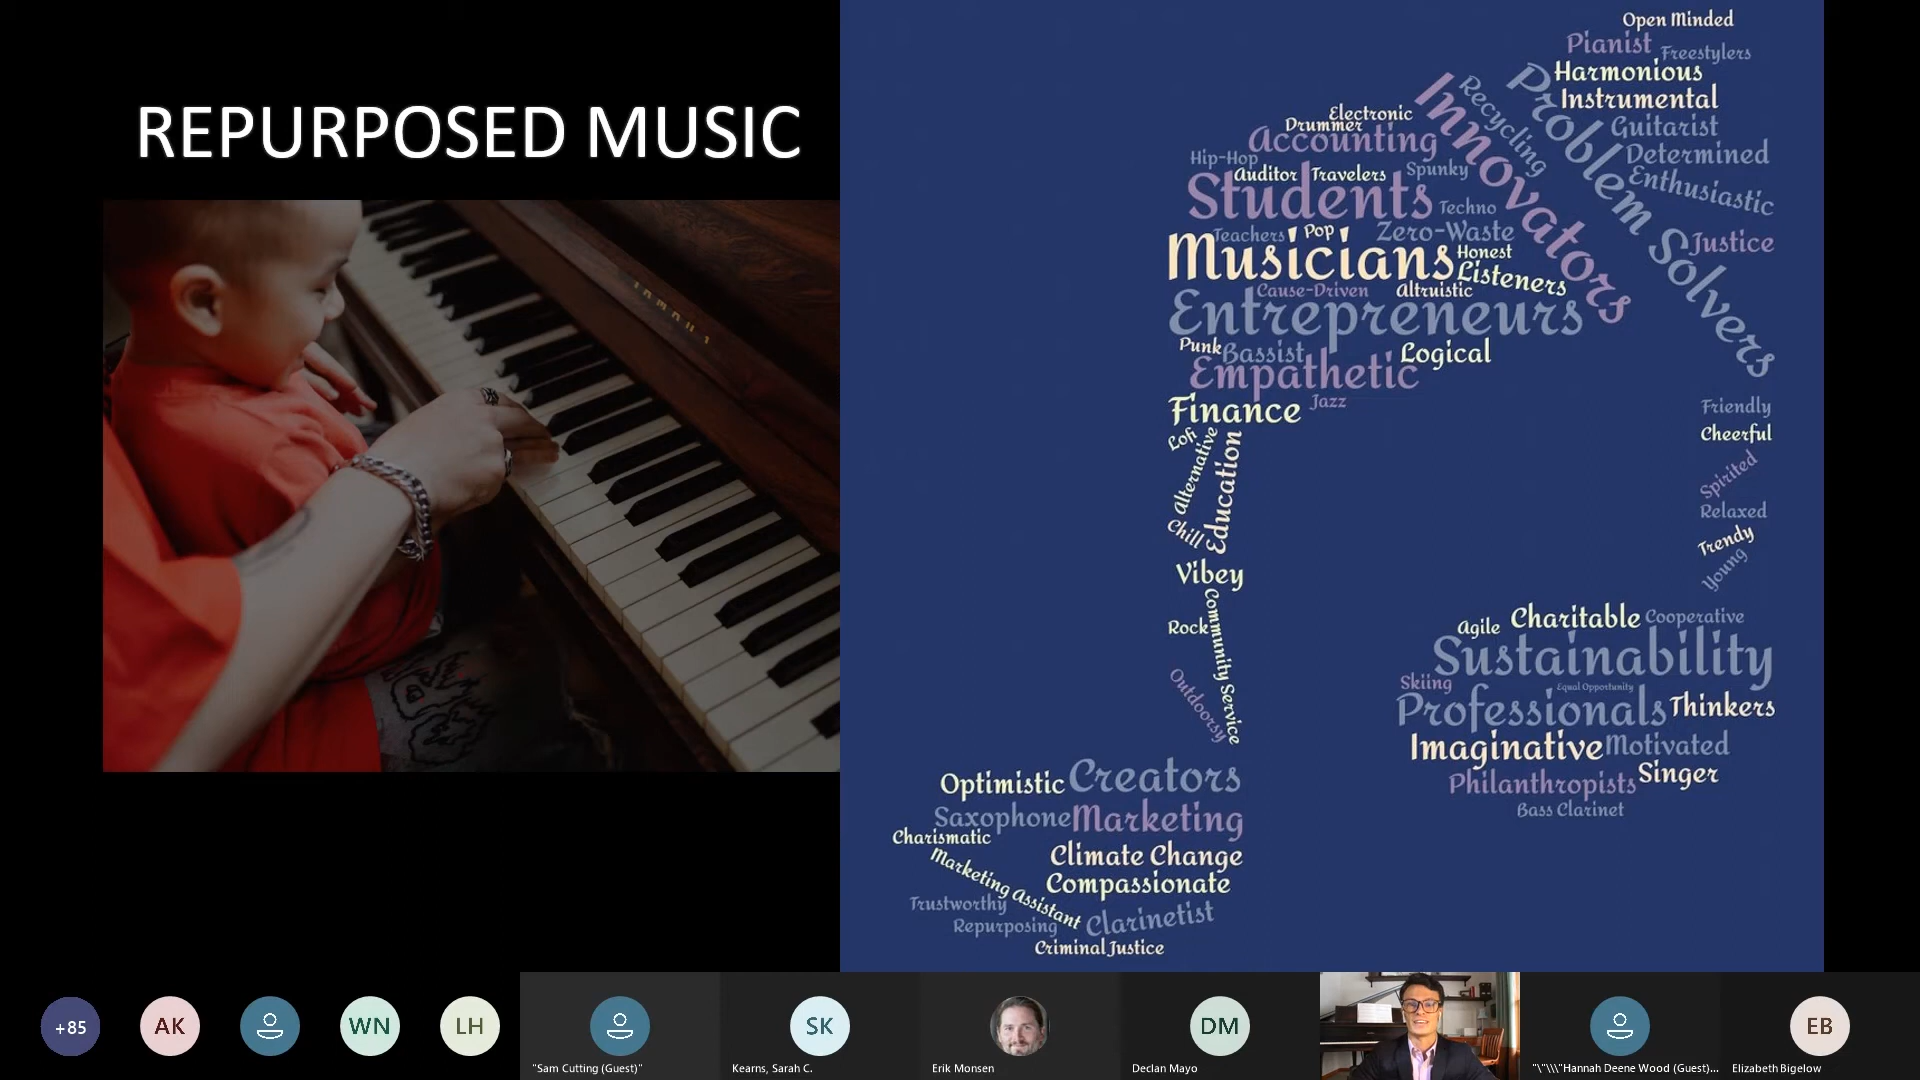 REPURPOSED MUSIC
Open Minded
Pianist
Freestylers
Harmonious
Instrumental
Guitarist
Determined
Enthusiastic
Justice
Problem Solvers
Recycling
Innovators
Electronic
Drummer
Accounting
Hip-Hop
Auditor
Travelers
Spunky
Students
Techno
Teachers
Pop
Zero-Waste
Musicians
Honest
Listeners
Cause-Driven
Altruistic
Entrepreneurs
Punk
Bassist
Logical
Empathetic
Jazz
Finance
Lofi
alternative
Education
Chill
Vibey
Community Service
Rock
Outdoorsy
Friendly
Cheerful
Spirited
Relaxed
Trendy
Young
Agile
Charitable
Cooperative
Sustainability
Skiing
Equal Opportunity
Professionals
Thinkers
Imaginative
Motivated
Philanthropists
Singer
Bass Clarinet
Optimistic
Creators
Saxophone
Marketing
Charismatic
Climate Change
Marketing Assistant
Compassionate
Trustworthy
Clarinetist
Repurposing
Criminal Justice
+85
AK
WN
LH
"Sam Cutting (Guest)"
SK
Kearns, Sarah C.
Erik Monsen
DM
Declan Mayo
"\"\\\"Hannah Deene Wood (Guest)...
EB
Elizabeth Bigelow